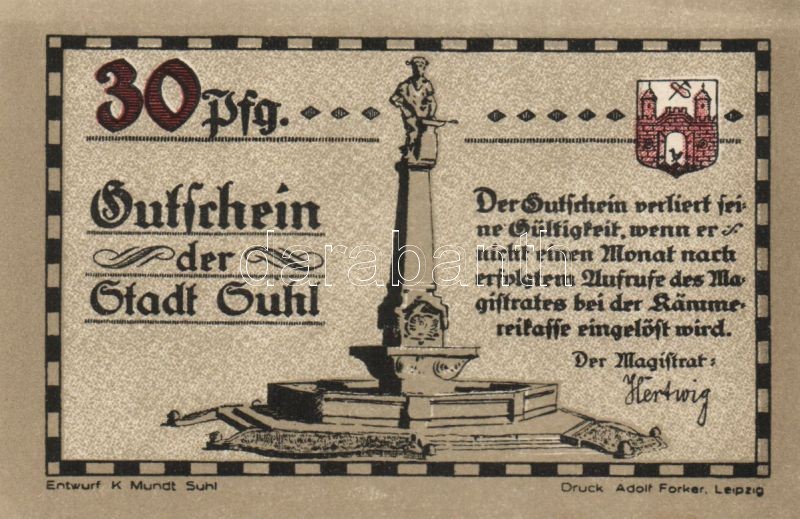 30 Pfg.
Gutschein
der
Stadt Suhl
Der Gutschein verliert sei-
ne Gültigkeit, wenn er
nicht einen Monat nach
erfolgten Aufrufe des Ma-
gistrates bei der Kämme-
reikasse eingelöst wird.
Der Magistrat:
Hertwig
darabanth
Entwurf K Mundt Suhl
Druck Adolf Forker, Leipzig